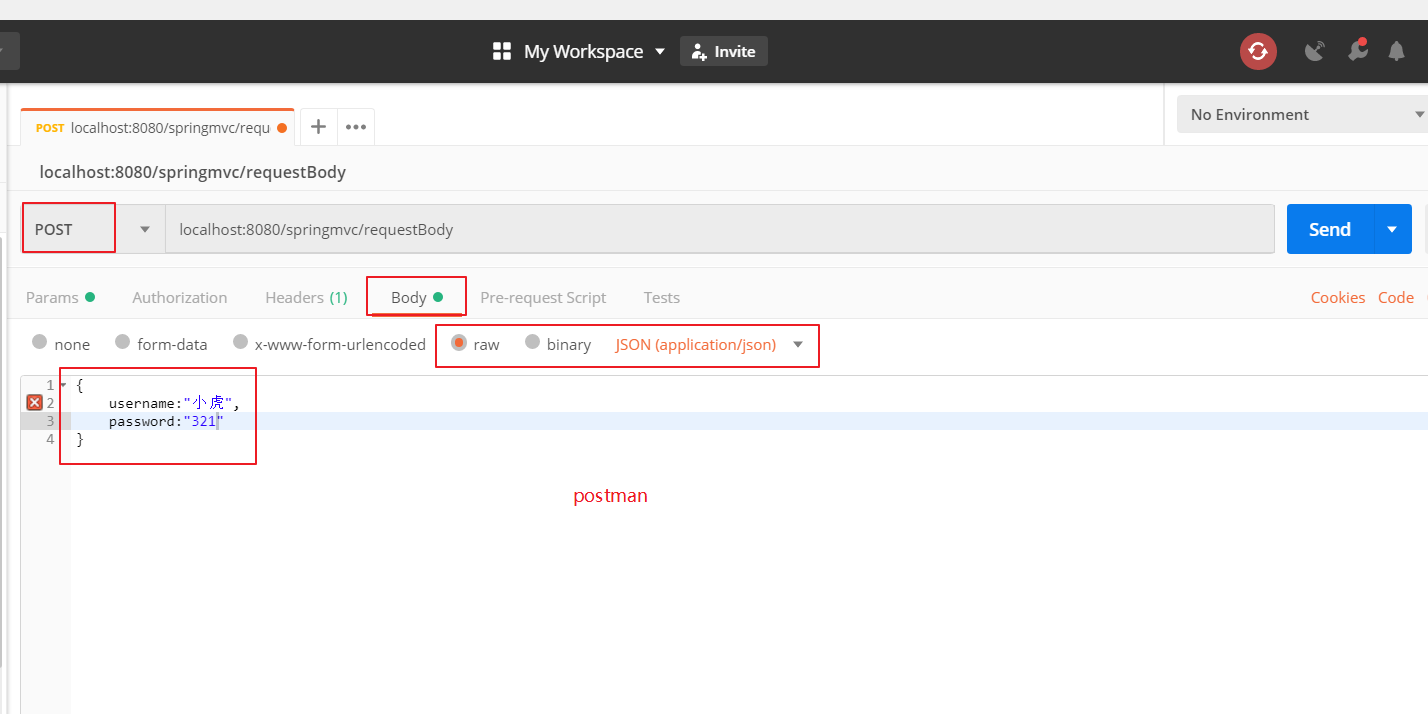 My Workspace Invite
POST localhost:8080/springmvc/requ
No Environment
localhost:8080/springmvc/requestBody
POST localhost:8080/springmvc/requestBody Send
Params Authorization Headers (1) Body Pre-request Script Tests Cookies Code
none form-data x-www-form-urlencoded raw binary JSON (application/json)
1 {
2 username:"小虎",
3 password:"321"
4 }
postman